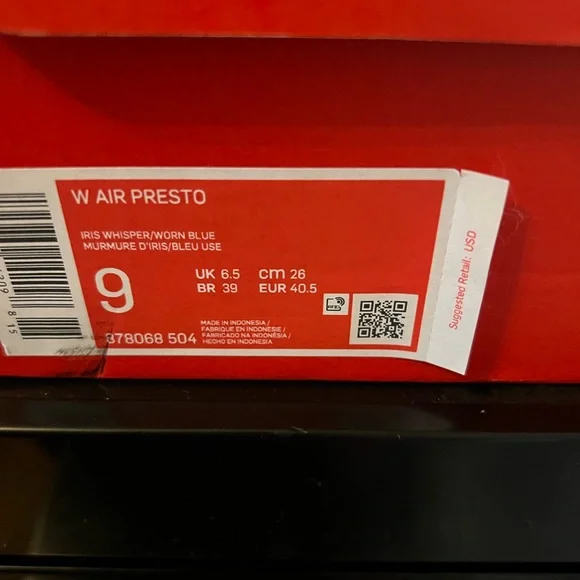 W AIR PRESTO
IRIS WHISPER/WORN BLUE
MURMURE D'IRIS/BLEU USE
9
UK 6.5 CM 26
BR 39 EUR 40.5
878068 504
MADE IN INDONESIA /
FABRIQUE EN INDONESIE /
FABRICADO NA INDONÉSIA /
HECHO EN INDONESIA
Suggested Retail: USD
8 15